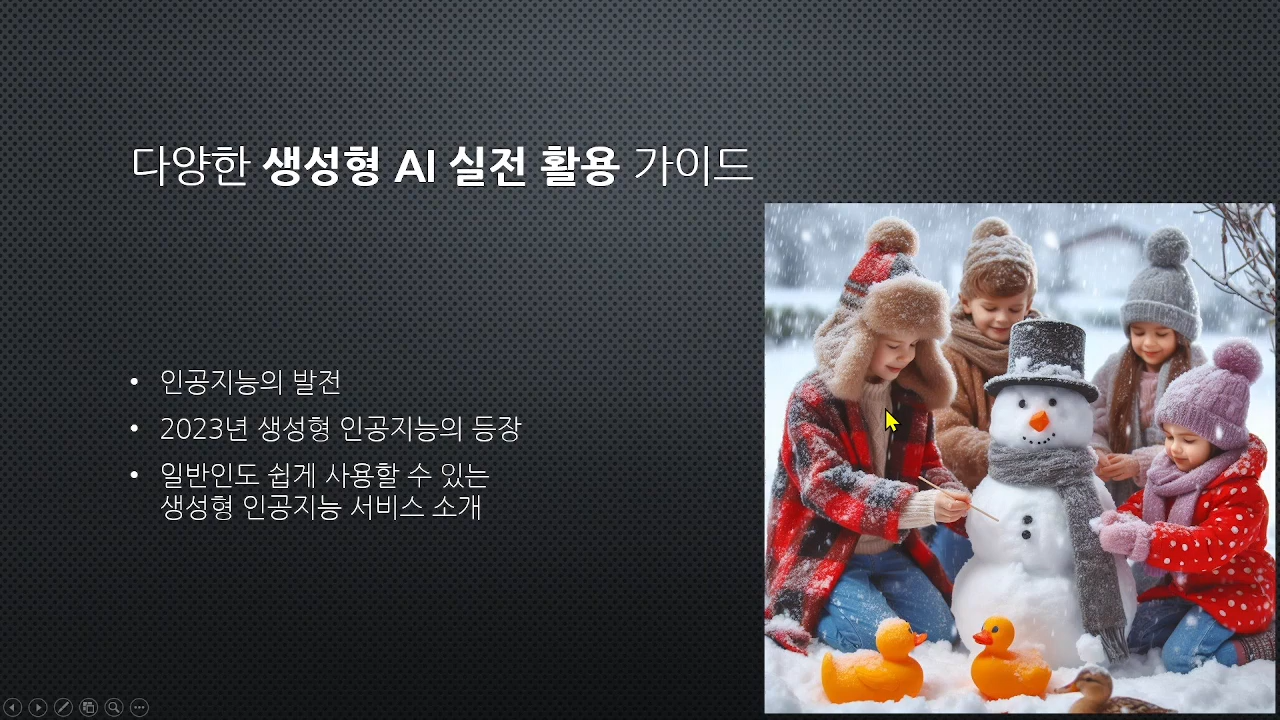 다양한 생성형 AI 실전 활용 가이드
• 인공지능의 발전
• 2023년 생성형 인공지능의 등장
• 일반인도 쉽게 사용할 수 있는
생성형 인공지능 서비스 소개